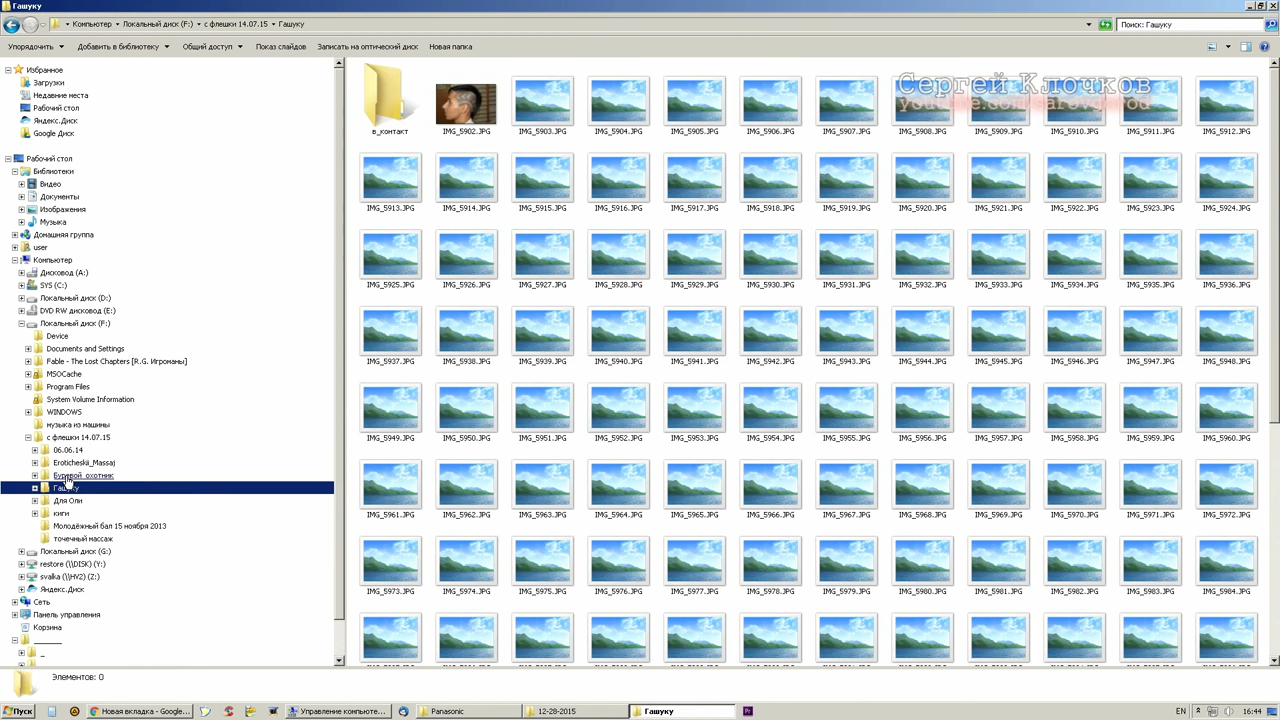 Гашуку
Компьютер
Локальный диск (F:)
с флешки 14.07.15
Гашуку
Поиск: Гашуку
Упорядочить
Добавить в библиотеку
Общий доступ
Показ слайдов
Записать на оптический диск
Новая папка
Избранное
Загрузки
Недавние места
Рабочий стол
Яндекс.Диск
Google Диск
Рабочий стол
Библиотеки
Видео
Документы
Изображения
Музыка
Домашняя группа
user
Компьютер
Дисковод (A:)
SYS (C:)
Локальный диск (D:)
DVD RW дисковод (E:)
Локальный диск (F:)
Device
Documents and Settings
Fable - The Lost Chapters [R.G. Игроманы]
MSOCache
Program Files
System Volume Information
WINDOWS
музыка из машины
с флешки 14.07.15
06.06.14
Eroticheskii_Massaj
Гашуку
Для Оли
киги
Молодёжный бал 15 ноября 2013
точечный массаж
Локальный диск (G:)
restore (\\DISK) (Y:)
svalka (\\HV2) (Z:)
Яндекс.Диск
Сеть
Панель управления
Корзина
Сергей Клочков
в_контакт IMG_5902.JPG IMG_5903.JPG IMG_5904.JPG IMG_5905.JPG IMG_5906.JPG IMG_5907.JPG IMG_5908.JPG IMG_5909.JPG IMG_5910.JPG IMG_5911.JPG IMG_5912.JPG
IMG_5913.JPG IMG_5914.JPG IMG_5915.JPG IMG_5916.JPG IMG_5917.JPG IMG_5918.JPG IMG_5919.JPG IMG_5920.JPG IMG_5921.JPG IMG_5922.JPG IMG_5923.JPG IMG_5924.JPG
IMG_5925.JPG IMG_5926.JPG IMG_5927.JPG IMG_5928.JPG IMG_5929.JPG IMG_5930.JPG IMG_5931.JPG IMG_5932.JPG IMG_5933.JPG IMG_5934.JPG IMG_5935.JPG IMG_5936.JPG
IMG_5937.JPG IMG_5938.JPG IMG_5939.JPG IMG_5940.JPG IMG_5941.JPG IMG_5942.JPG IMG_5943.JPG IMG_5944.JPG IMG_5945.JPG IMG_5946.JPG IMG_5947.JPG IMG_5948.JPG
IMG_5949.JPG IMG_5950.JPG IMG_5951.JPG IMG_5952.JPG IMG_5953.JPG IMG_5954.JPG IMG_5955.JPG IMG_5956.JPG IMG_5957.JPG IMG_5958.JPG IMG_5959.JPG IMG_5960.JPG
IMG_5961.JPG IMG_5962.JPG IMG_5963.JPG IMG_5964.JPG IMG_5965.JPG IMG_5966.JPG IMG_5967.JPG IMG_5968.JPG IMG_5969.JPG IMG_5970.JPG IMG_5971.JPG IMG_5972.JPG
IMG_5973.JPG IMG_5974.JPG IMG_5975.JPG IMG_5976.JPG IMG_5977.JPG IMG_5978.JPG IMG_5979.JPG IMG_5980.JPG IMG_5981.JPG IMG_5982.JPG IMG_5983.JPG IMG_5984.JPG
Элементов: 0
Пуск
Новая вкладка - Google...
Управление компьюте...
Panasonic
12-28-2015
Гашуку
EN
16:44